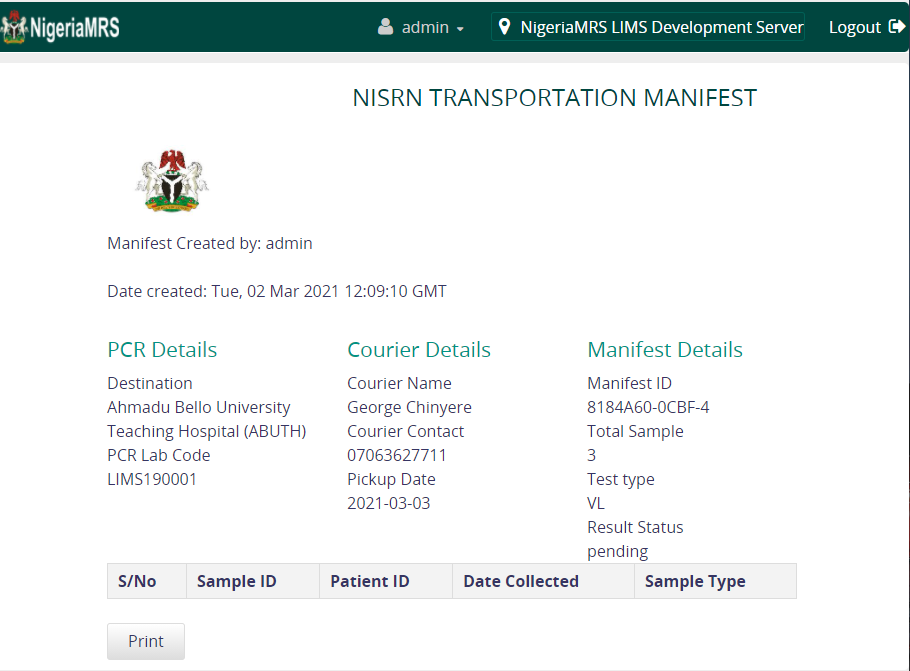 NigeriaMRS
admin
NigeriaMRS LIMS Development Server
Logout
NISRN TRANSPORTATION MANIFEST
Manifest Created by: admin
Date created: Tue, 02 Mar 2021 12:09:10 GMT
PCR Details
Destination
Ahmadu Bello University
Teaching Hospital (ABUTH)
PCR Lab Code
LIMS190001
Courier Details
Courier Name
George Chinyere
Courier Contact
07063627711
Pickup Date
2021-03-03
Manifest Details
Manifest ID
8184A60-0CBF-4
Total Sample
3
Test type
VL
Result Status
pending
S/No Sample ID Patient ID Date Collected Sample Type
Print